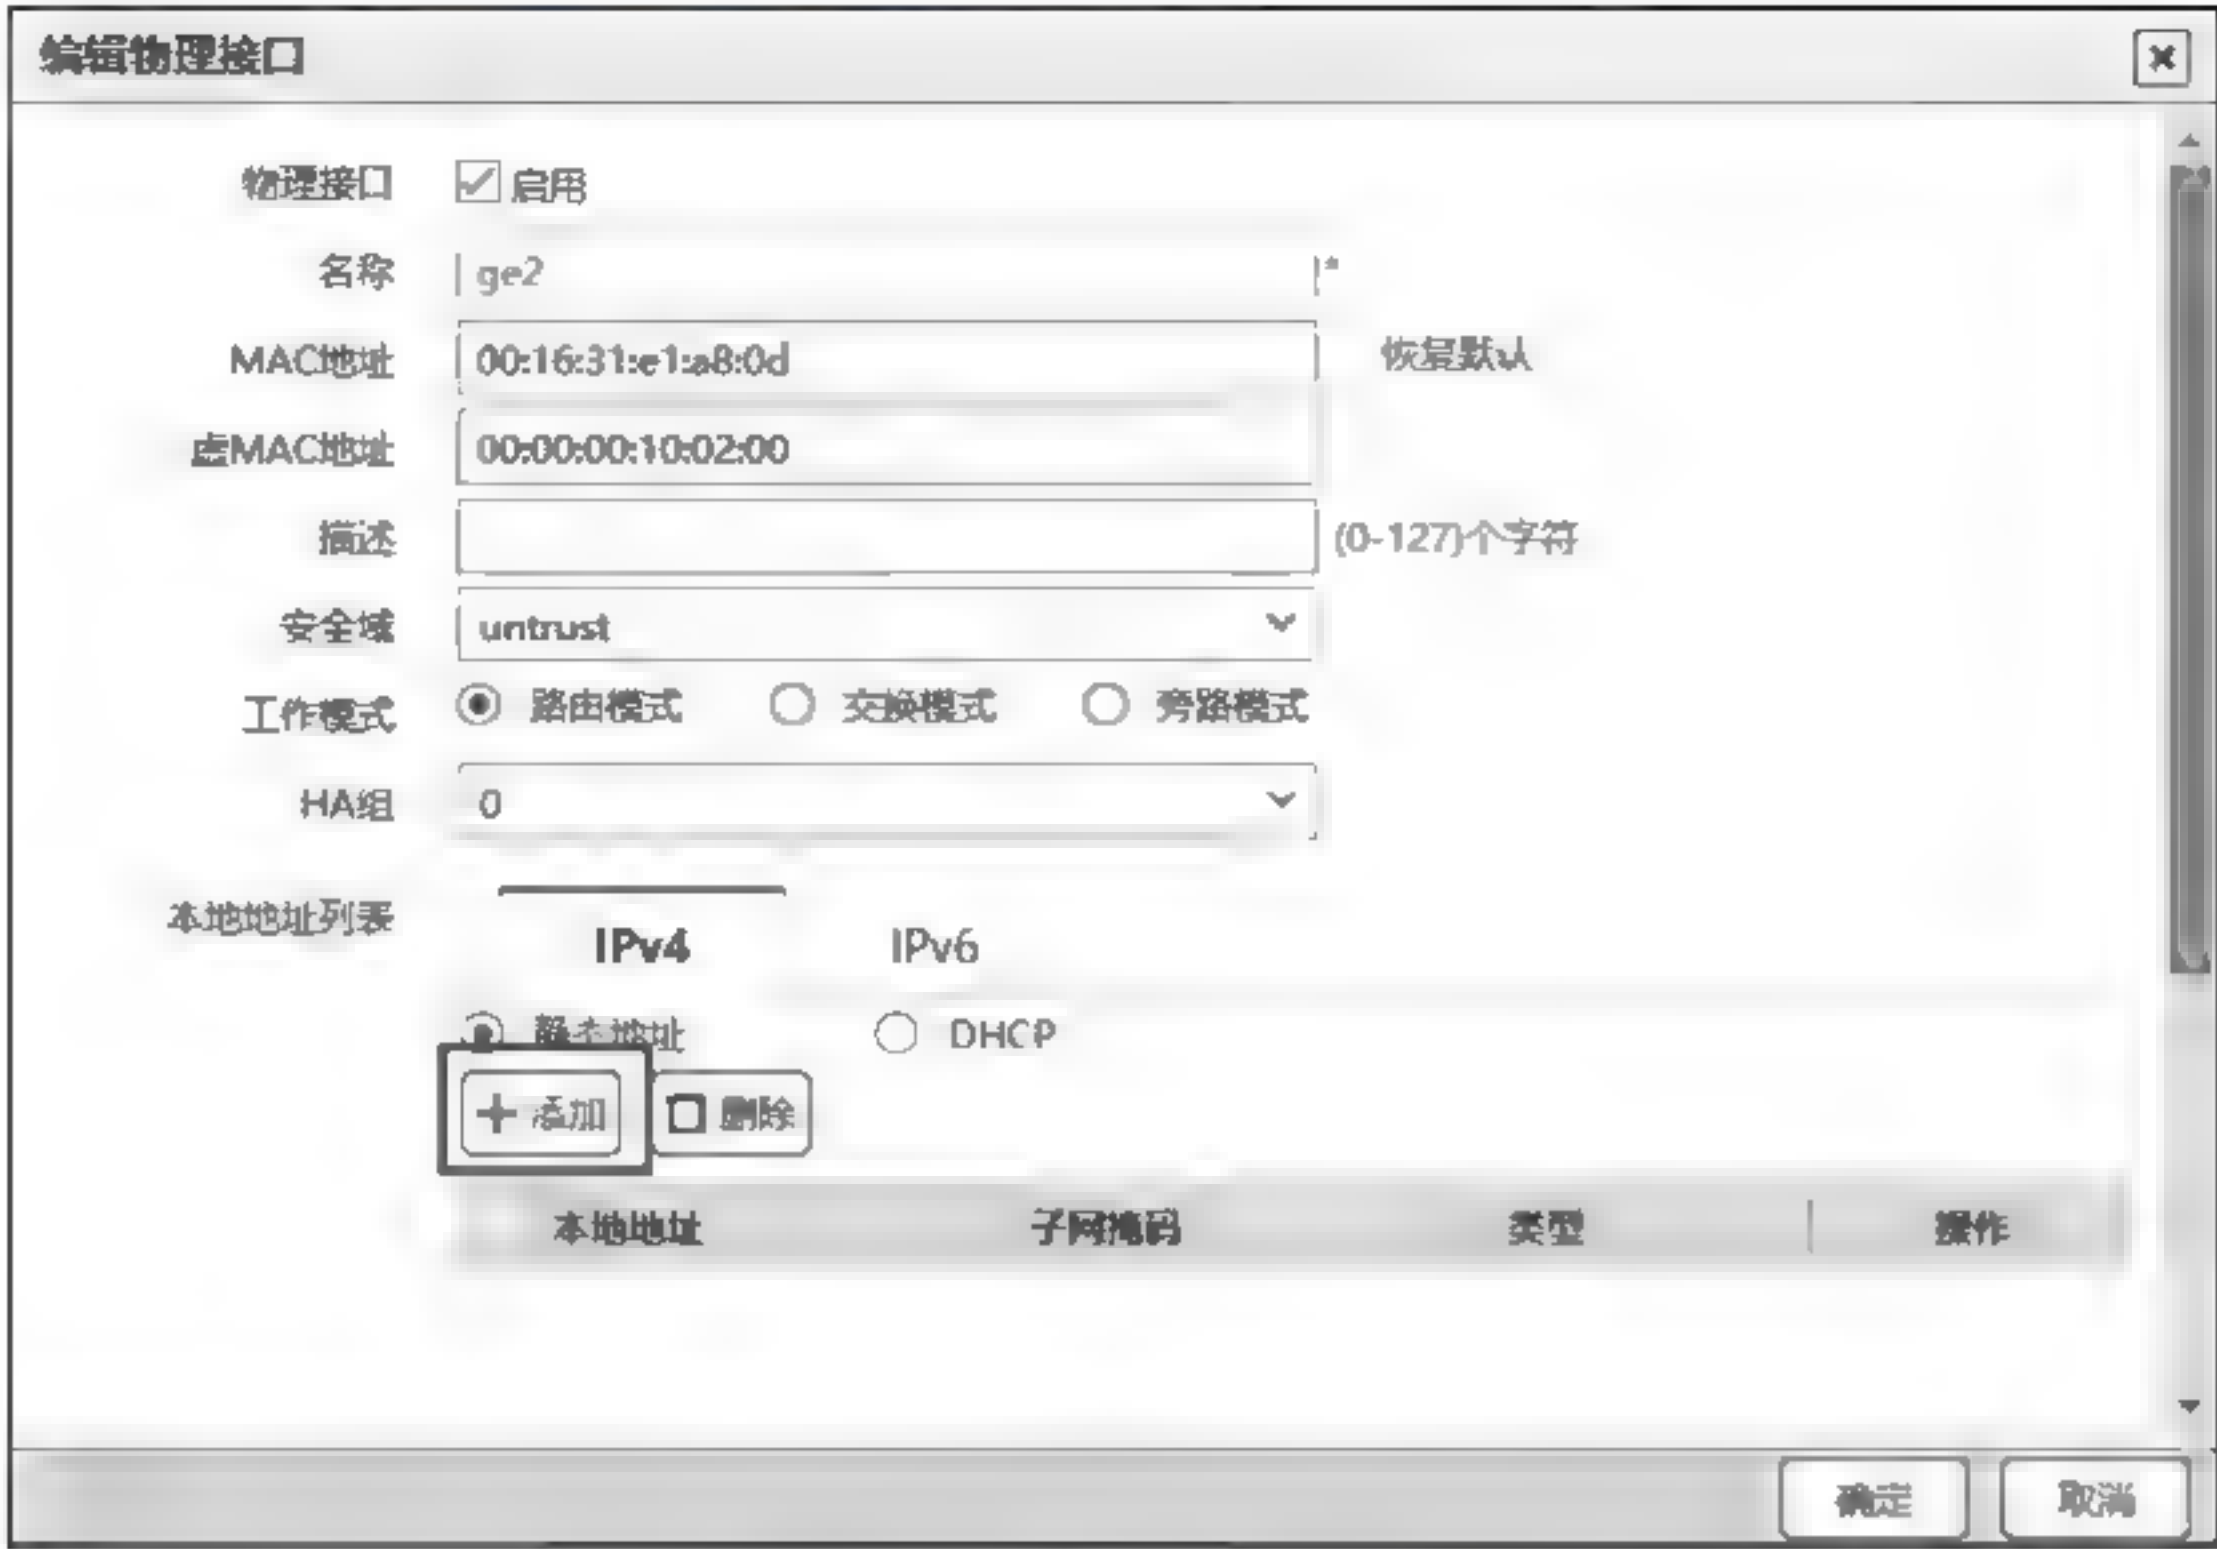 编辑物理接口
物理接口 启用
名称 ge2 *
MAC地址 00:16:31:e1:a8:0d 恢复默认
虚MAC地址 00:00:00:10:02:00
描述 (0-127)个字符
安全域 untrust
工作模式 路由模式 交换模式 旁路模式
HA组 0
本地地址列表
IPv4 IPv6
静态地址 DHCP
添加 删除
本地地址 子网掩码 类型 操作
确定 取消